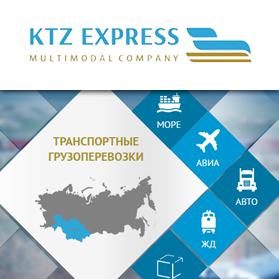 KTZ EXPRESS
MULTIMODAL COMPANY
МОРЕ
ТРАНСПОРТНЫЕ
ГРУЗОПЕРЕВОЗКИ
АВИА
АВТО
ЖД